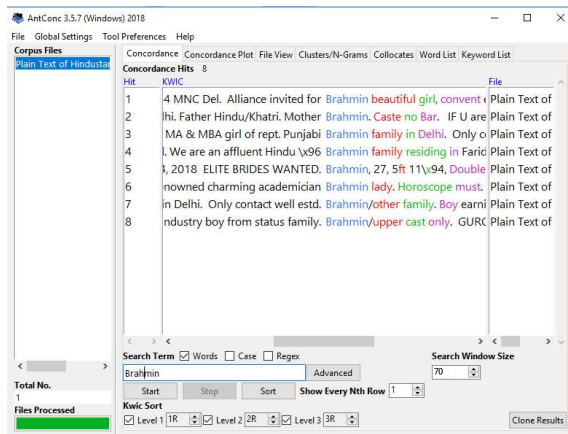 AntConc 3.5.7 (Windows) 2018
File Global Settings Tool Preferences Help
Corpus Files
Plain Text of Hindustan
Concordance Concordance Plot File View Clusters/N-Grams Collocates Word List Keyword List
Concordance Hits 8
Hit KWIC File
1 4 MNC Del. Alliance invited for Brahmin beautiful girl, convent e Plain Text of
2 lhi. Father Hindu/Khatri. Mother Brahmin. Caste no Bar. IF U are Plain Text of
3 MA & MBA girl of rept. Punjabi Brahmin family in Delhi. Only co Plain Text of
4 l. We are an affluent Hindu \x96 Brahmin family residing in Farid Plain Text of
5 4, 2018 ELITE BRIDES WANTED. Brahmin, 27, 5ft 11\x94, Double Plain Text of
6 nowned charming academician Brahmin lady. Horoscope must. Plain Text of
7 in Delhi. Only contact well estd. Brahmin/other family. Boy earni Plain Text of
8 ndustry boy from status family. Brahmin/upper cast only. GURC Plain Text of
Search Term Words Case Regex Search Window Size
Brahmin Advanced 70
Total No.
1
Files Processed
Start Stop Sort Show Every Nth Row 1
Kwic Sort
Level 1 1R Level 2 2R Level 3 3R Clone Results